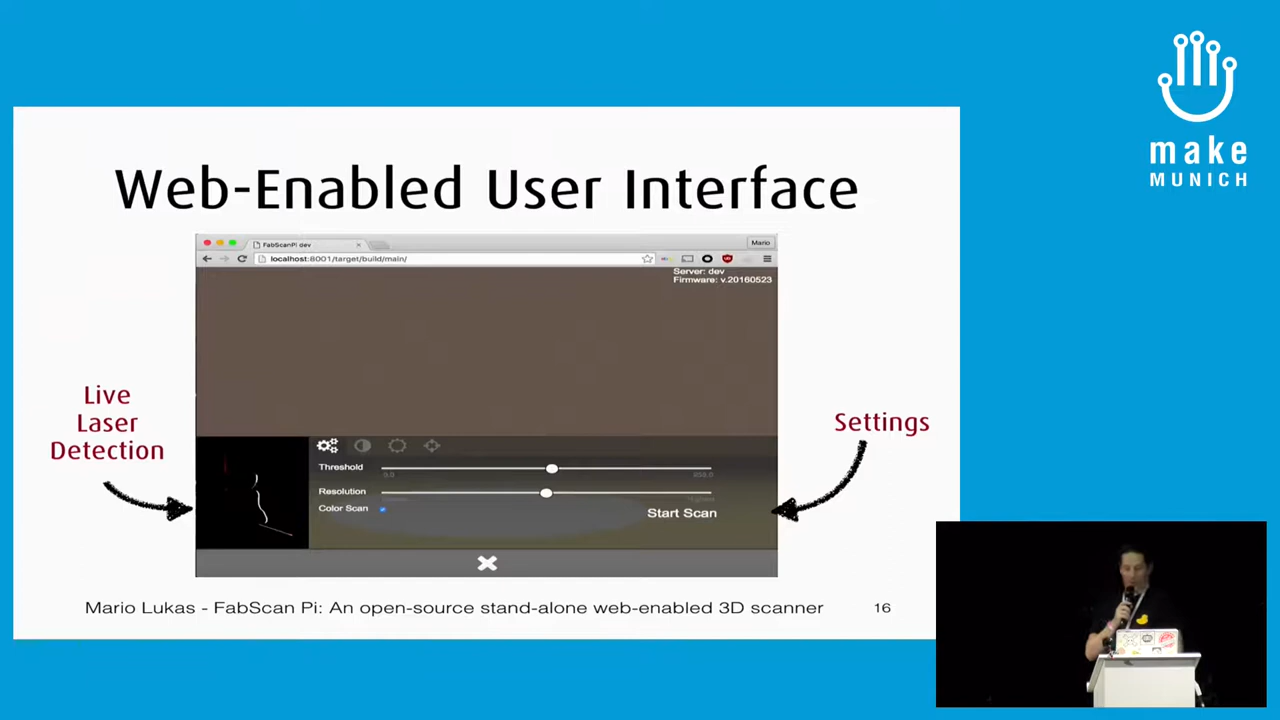 make
MUNICH
Web-Enabled User Interface
FabScanPi dev
Mario
localhost:8001/target/build/main/
Server: dev
Firmware: v.20160523
Live
Laser
Detection
Settings
Threshold
0.0
Resolution
Color Scan
Start Scan
Mario Lukas - FabScan Pi: An open-source stand-alone web-enabled 3D scanner
16